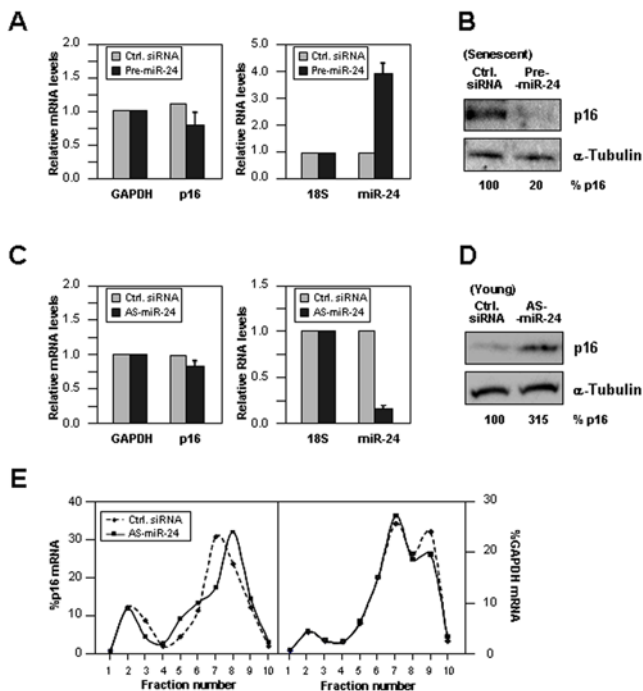 A
Relative mRNA levels
2.0
1.5
1.0
0.5
0.0
Ctrl. siRNA
Pre-miR-24
GAPDH p16
Relative RNA levels
5.0
4.0
3.0
2.0
1.0
0.0
Ctrl. siRNA
Pre-miR-24
18S miR-24
B
(Senescent)
Ctrl. Pre-
siRNA -miR-24
p16
α-Tubulin
100 20 % p16
C
Relative mRNA levels
2.0
1.5
1.0
0.5
0.0
Ctrl. siRNA
AS-miR-24
GAPDH p16
Relative RNA levels
1.5
1.0
0.5
0.0
Ctrl. siRNA
AS-miR-24
18S miR-24
D
(Young)
Ctrl. AS-
siRNA -miR-24
p16
α-Tubulin
100 315 % p16
E
%p16 mRNA
40
30
20
10
0
Ctrl. siRNA
AS-miR-24
1 2 3 4 5 6 7 8 9 10
Fraction number
30
20
10
0
%GAPDH mRNA
1 2 3 4 5 6 7 8 9 10
Fraction number